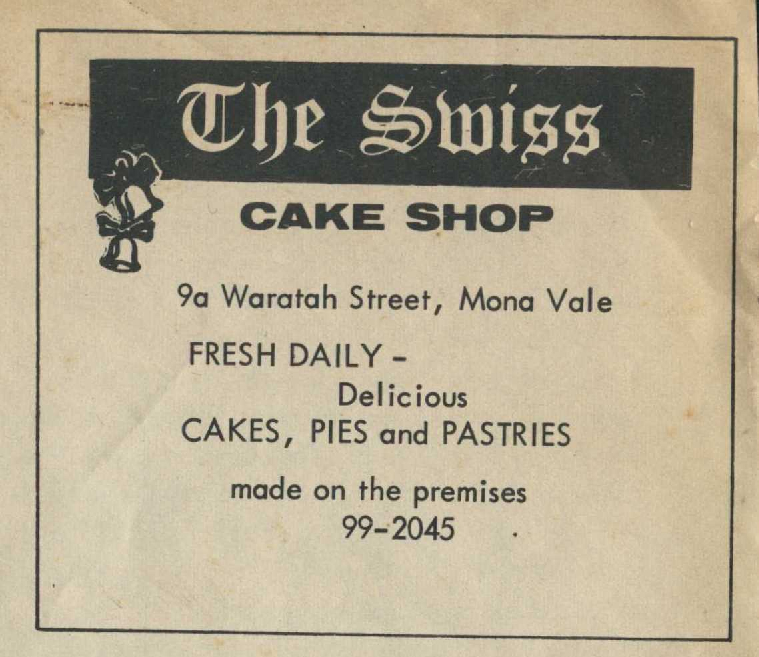 The Swiss
CAKE SHOP
9a Waratah Street, Mona Vale
FRESH DAILY -
Delicious
CAKES, PIES and PASTRIES
made on the premises
99-2045